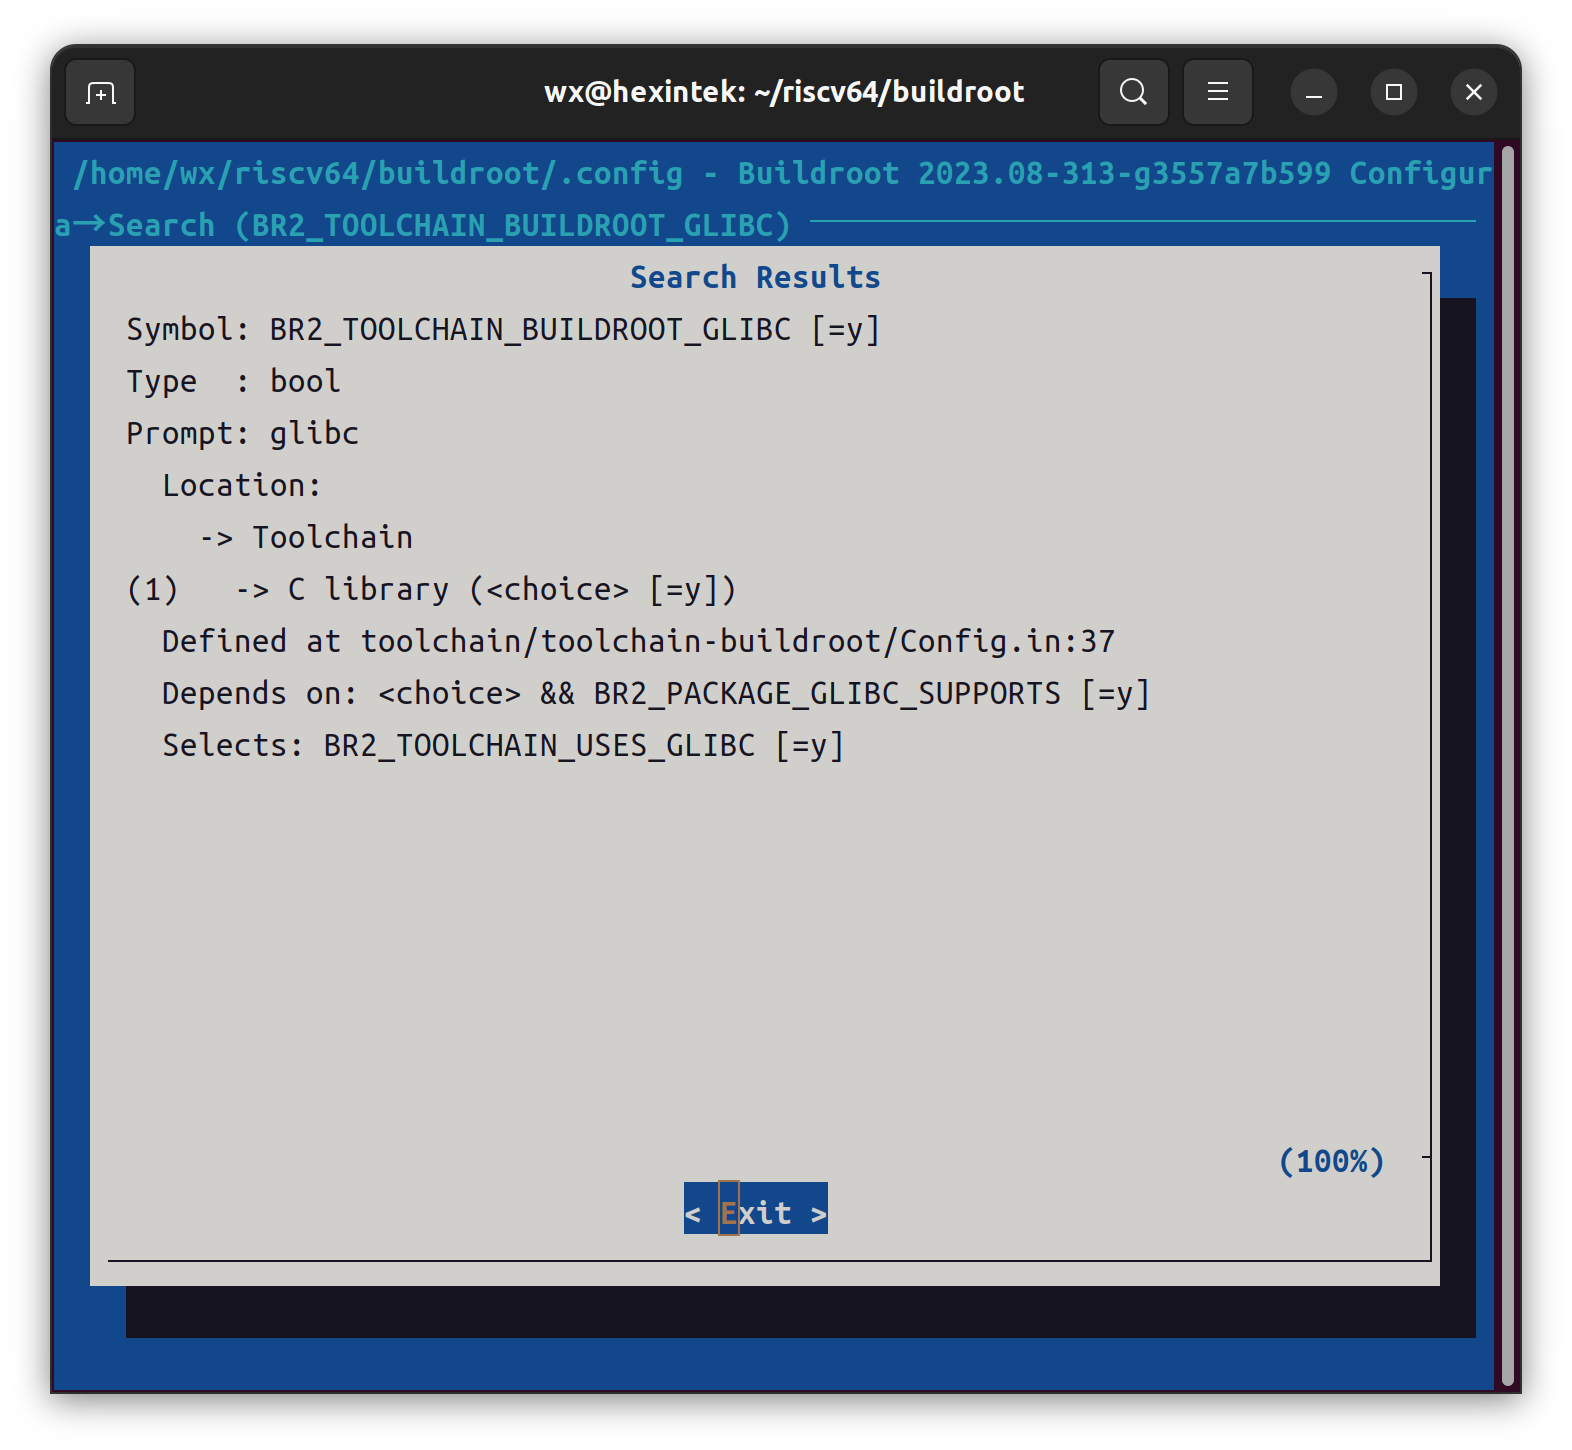 wx@hexintek: ~/riscv64/buildroot
/home/wx/riscv64/buildroot/.config - Buildroot 2023.08-313-g3557a7b599 Configur
a→Search (BR2_TOOLCHAIN_BUILDROOT_GLIBC)
Search Results
Symbol: BR2_TOOLCHAIN_BUILDROOT_GLIBC [=y]
Type  : bool
Prompt: glibc
  Location:
    -> Toolchain
(1)   -> C library (<choice> [=y])
  Defined at toolchain/toolchain-buildroot/Config.in:37
  Depends on: <choice> && BR2_PACKAGE_GLIBC_SUPPORTS [=y]
  Selects: BR2_TOOLCHAIN_USES_GLIBC [=y]
(100%)
< Exit >